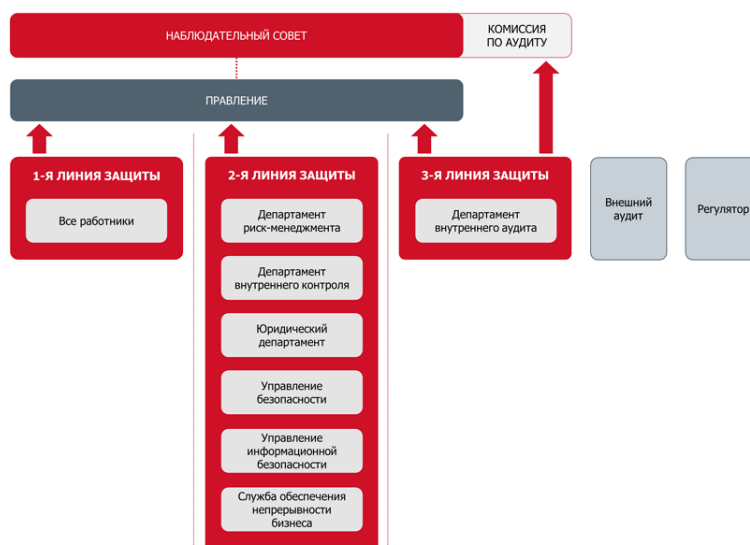 НАБЛЮДАТЕЛЬНЫЙ СОВЕТ
КОМИССИЯ
ПО АУДИТУ
ПРАВЛЕНИЕ
1-Я ЛИНИЯ ЗАЩИТЫ
Все работники
2-Я ЛИНИЯ ЗАЩИТЫ
Департамент
риск-менеджмента
Департамент
внутреннего контроля
Юридический
департамент
Управление
безопасности
Управление
информационной
безопасности
Служба обеспечения
непрерывности
бизнеса
3-Я ЛИНИЯ ЗАЩИТЫ
Департамент
внутреннего аудита
Внешний
аудит
Регулятор